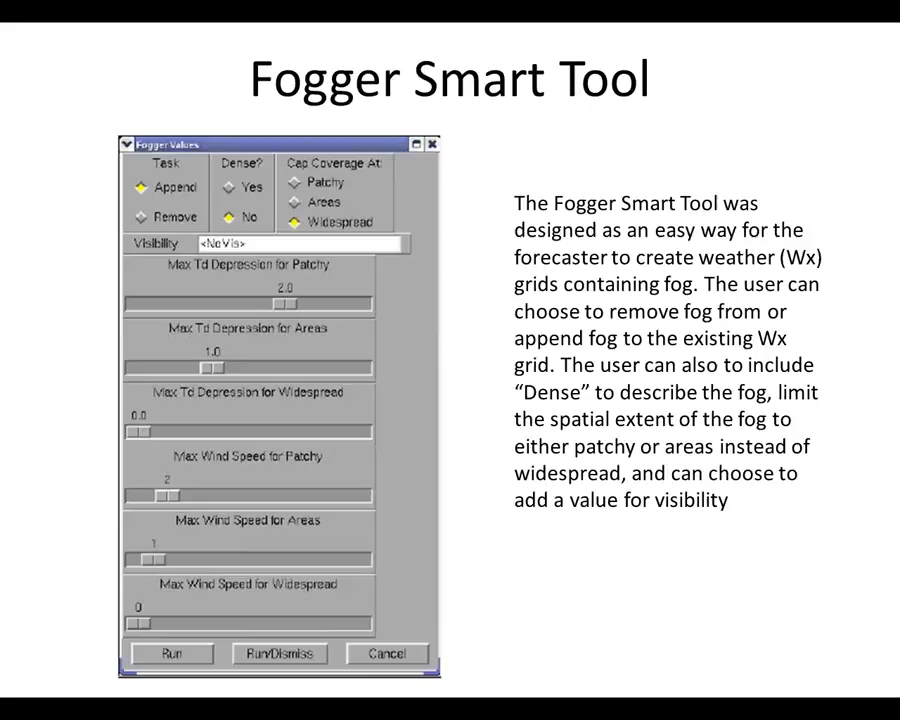 Fogger Smart Tool
Fogger Values
Task
Dense?
Cap Coverage At:
Append
Yes
Patchy
Remove
No
Areas
Widespread
Visibility
<NoVis>
Max Td Depression for Patchy
2.0
Max Td Depression for Areas
1.0
Max Td Depression for Widespread
0.0
Max Wind Speed for Patchy
2
Max Wind Speed for Areas
1
Max Wind Speed for Widespread
0
Run
Run/Dismiss
Cancel
The Fogger Smart Tool was
designed as an easy way for the
forecaster to create weather (Wx)
grids containing fog. The user can
choose to remove fog from or
append fog to the existing Wx
grid. The user can also to include
“Dense” to describe the fog, limit
the spatial extent of the fog to
either patchy or areas instead of
widespread, and can choose to
add a value for visibility